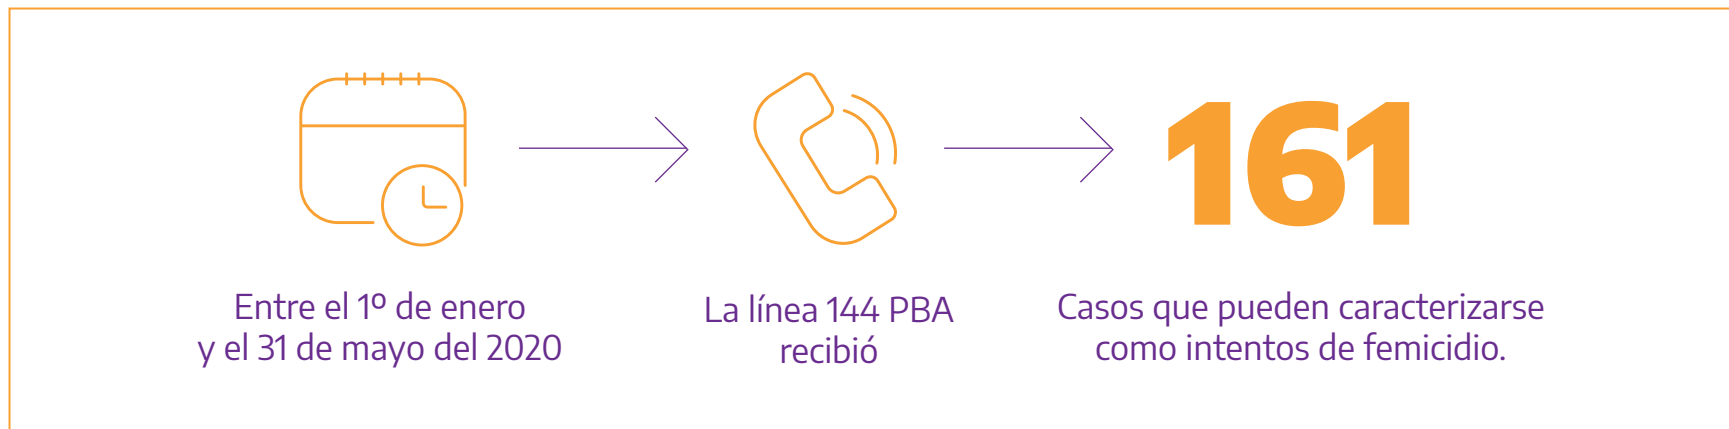 Entre el 1º de enero
y el 31 de mayo del 2020
La línea 144 PBA
recibió
161
Casos que pueden caracterizarse
como intentos de femicidio.